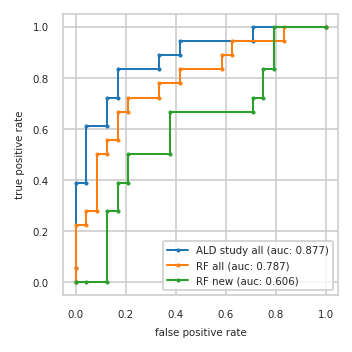 1.0
0.8
0.6
0.4
0.2
0.0
true positive rate
ALD study all (auc: 0.877)
RF all (auc: 0.787)
RF new (auc: 0.606)
0.0 0.2 0.4 0.6 0.8 1.0
false positive rate